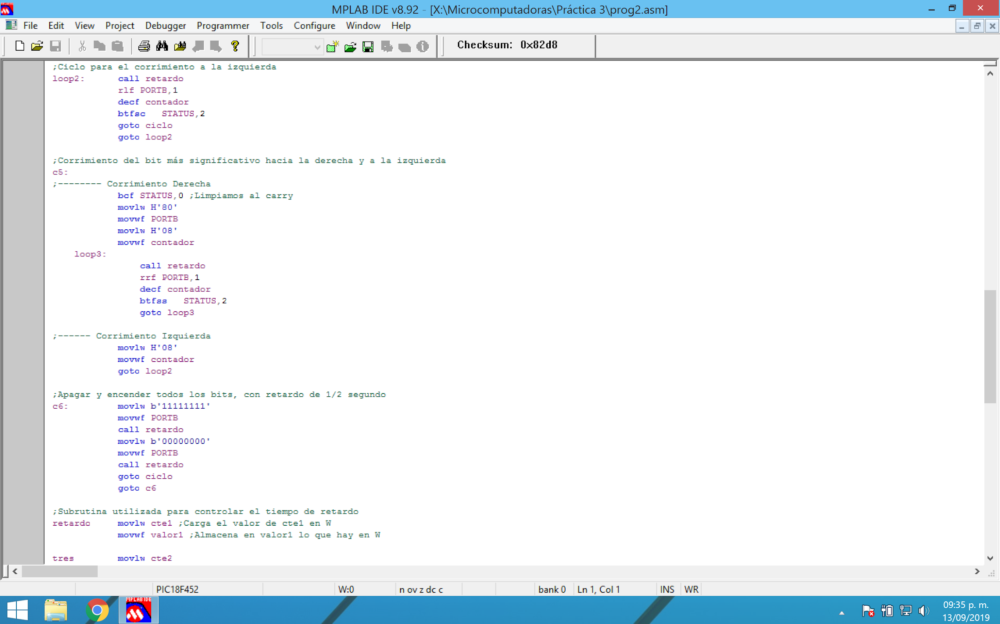 MPLAB IDE v8.92 - [X:\Microcomputadoras\Práctica 3\prog2.asm]
File Edit View Project Debugger Programmer Tools Configure Window Help
Checksum: 0x82d8
;Ciclo para el corrimiento a la izquierda
loop2: call retardo
rlf PORTB,1
decf contador
btfsc STATUS,2
goto ciclo
goto loop2
;Corrimiento del bit más significativo hacia la derecha y a la izquierda
c5:
;-------- Corrimiento Derecha
bcf STATUS,0 ;Limpiamos al carry
movlw H'80'
movwf PORTB
movlw H'08'
movwf contador
loop3:
call retardo
rrf PORTB,1
decf contador
btfss STATUS,2
goto loop3
;------ Corrimiento Izquierda
movlw H'08'
movwf contador
goto loop2
;Apagar y encender todos los bits, con retardo de 1/2 segundo
c6: movlw b'11111111'
movwf PORTB
call retardo
movlw b'00000000'
movwf PORTB
call retardo
goto ciclo
goto c6
;Subrutina utilizada para controlar el tiempo de retardo
retardo movlw cte1 ;Carga el valor de cte1 en W
movwf valor1 ;Almacena en valor1 lo que hay en W
tres movlw cte2
PIC18F452 W:0 n ov z dc c bank 0 Ln 1, Col 1 INS WR
MPLAB IDE
09:35 p. m.
13/09/2019